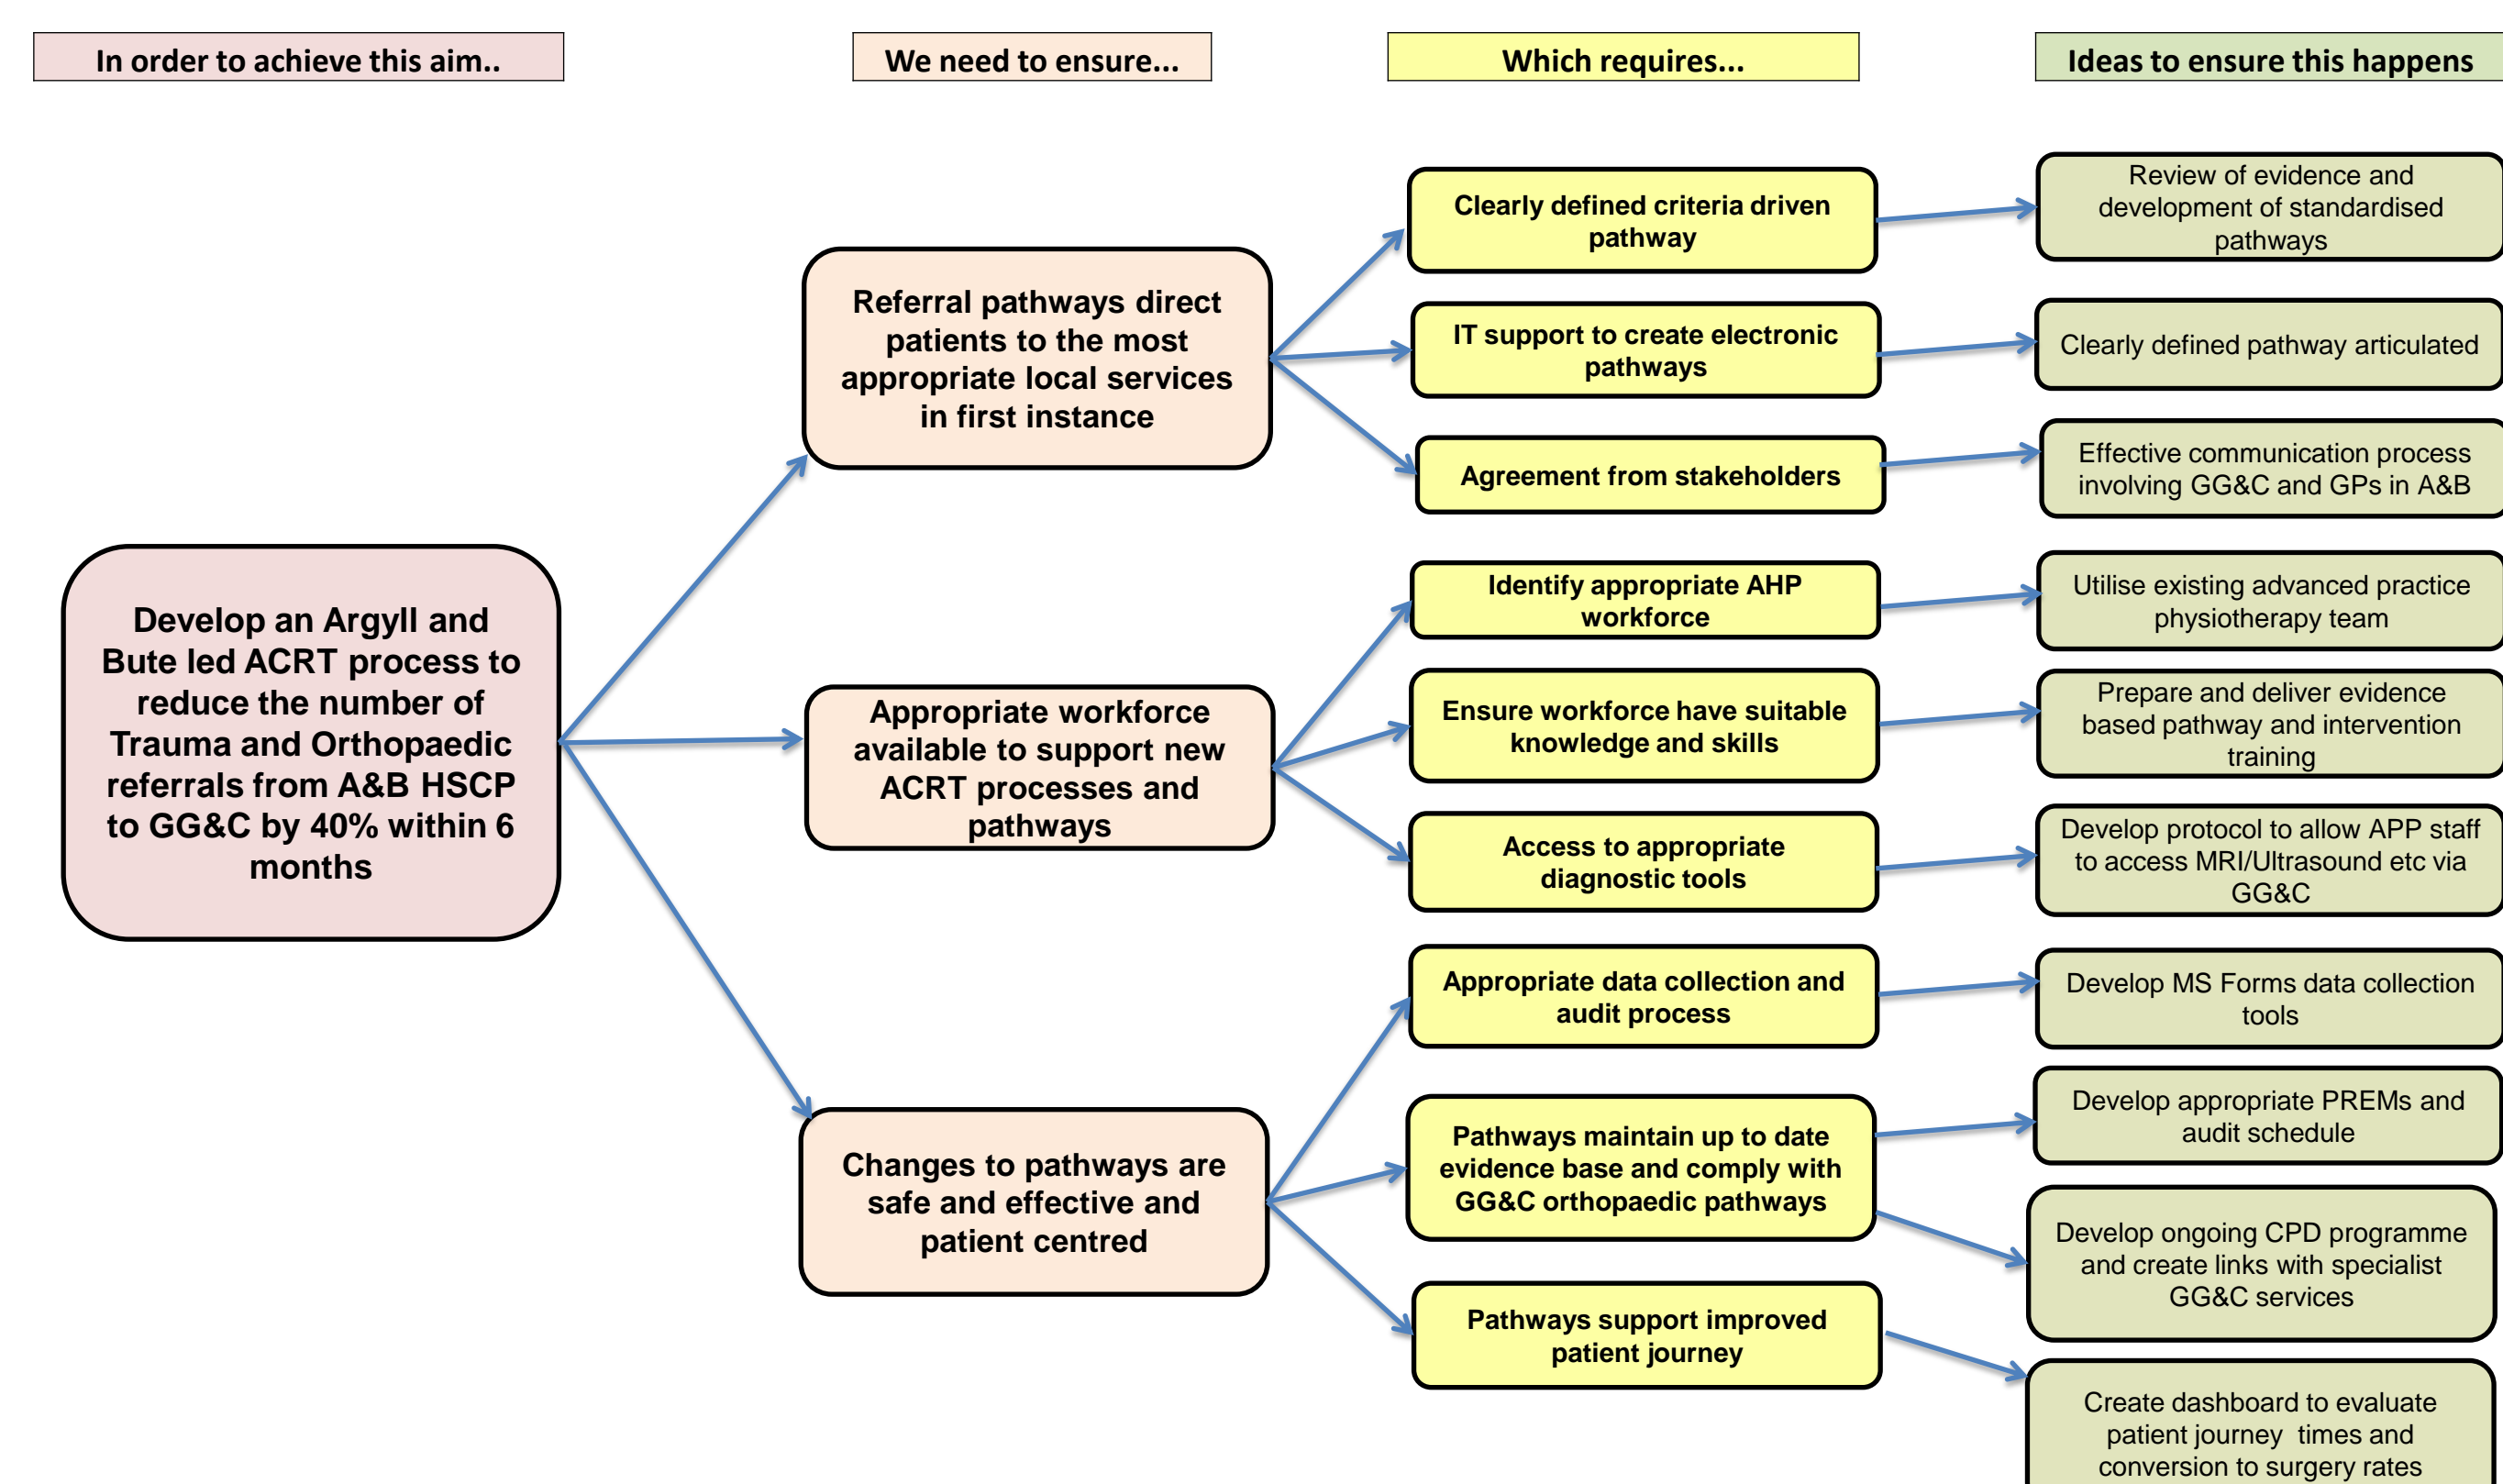 In order to achieve this aim..
We need to ensure...
Which requires...
Ideas to ensure this happens
Develop an Argyll and
Bute led ACRT process to
reduce the number of
Trauma and Orthopaedic
referrals from A&B HSCP
to GG&C by 40% within 6
months
Referral pathways direct
patients to the most
appropriate local services
in first instance
Appropriate workforce
available to support new
ACRT processes and
pathways
Changes to pathways are
safe and effective and
patient centred
Clearly defined criteria driven
pathway
IT support to create electronic
pathways
Agreement from stakeholders
Identify appropriate AHP
workforce
Ensure workforce have suitable
knowledge and skills
Access to appropriate
diagnostic tools
Appropriate data collection and
audit process
Pathways maintain up to date
evidence base and comply with
GG&C orthopaedic pathways
Pathways support improved
patient journey
Review of evidence and
development of standardised
pathways
Clearly defined pathway articulated
Effective communication process
involving GG&C and GPs in A&B
Utilise existing advanced practice
physiotherapy team
Prepare and deliver evidence
based pathway and intervention
training
Develop protocol to allow APP staff
to access MRI/Ultrasound etc via
GG&C
Develop MS Forms data collection
tools
Develop appropriate PREMs and
audit schedule
Develop ongoing CPD programme
and create links with specialist
GG&C services
Create dashboard to evaluate
patient journey times and
conversion to surgery rates